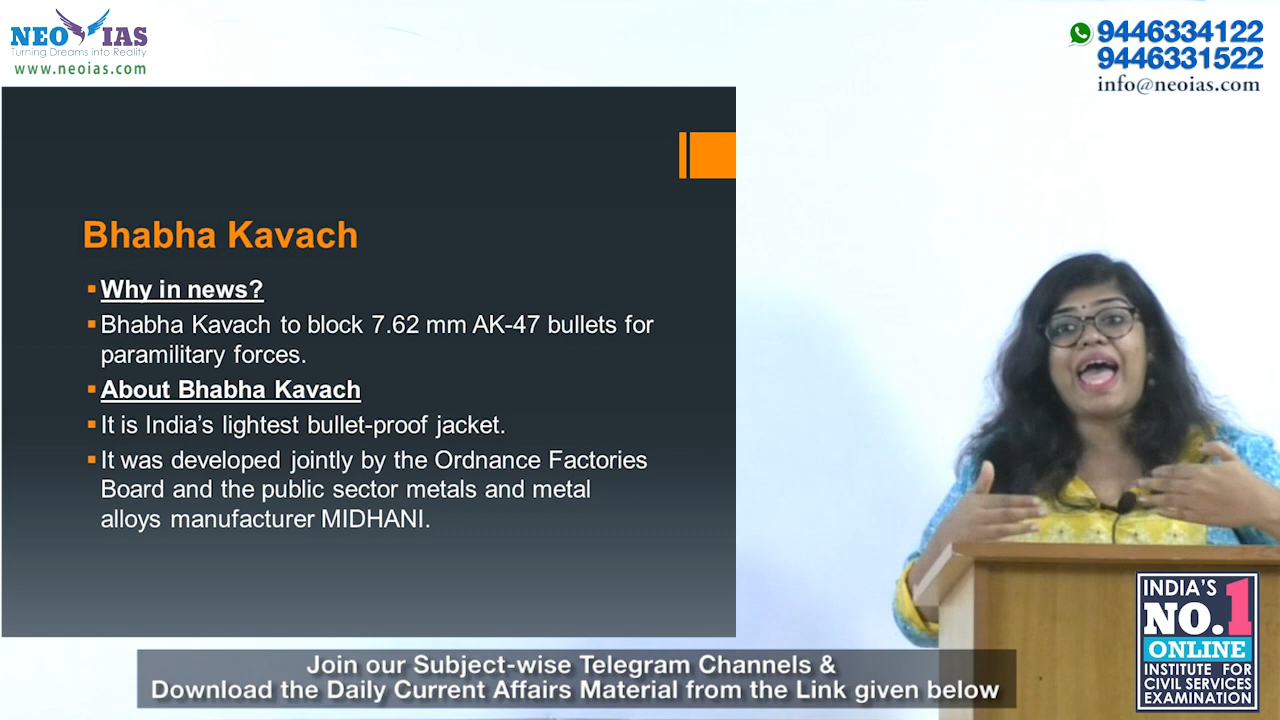 NEO IAS
Turning Dreams into Reality
www.neoias.com
9446334122
9446331522
info@neoias.com
Bhabha Kavach
Why in news?
Bhabha Kavach to block 7.62 mm AK-47 bullets for
paramilitary forces.
About Bhabha Kavach
It is India’s lightest bullet-proof jacket.
It was developed jointly by the Ordnance Factories
Board and the public sector metals and metal
alloys manufacturer MIDHANI.
INDIA'S
NO.1
ONLINE
INSTITUTE FOR
CIVIL SERVICES
EXAMINATION
Join our Subject-wise Telegram Channels &
Download the Daily Current Affairs Material from the Link given below